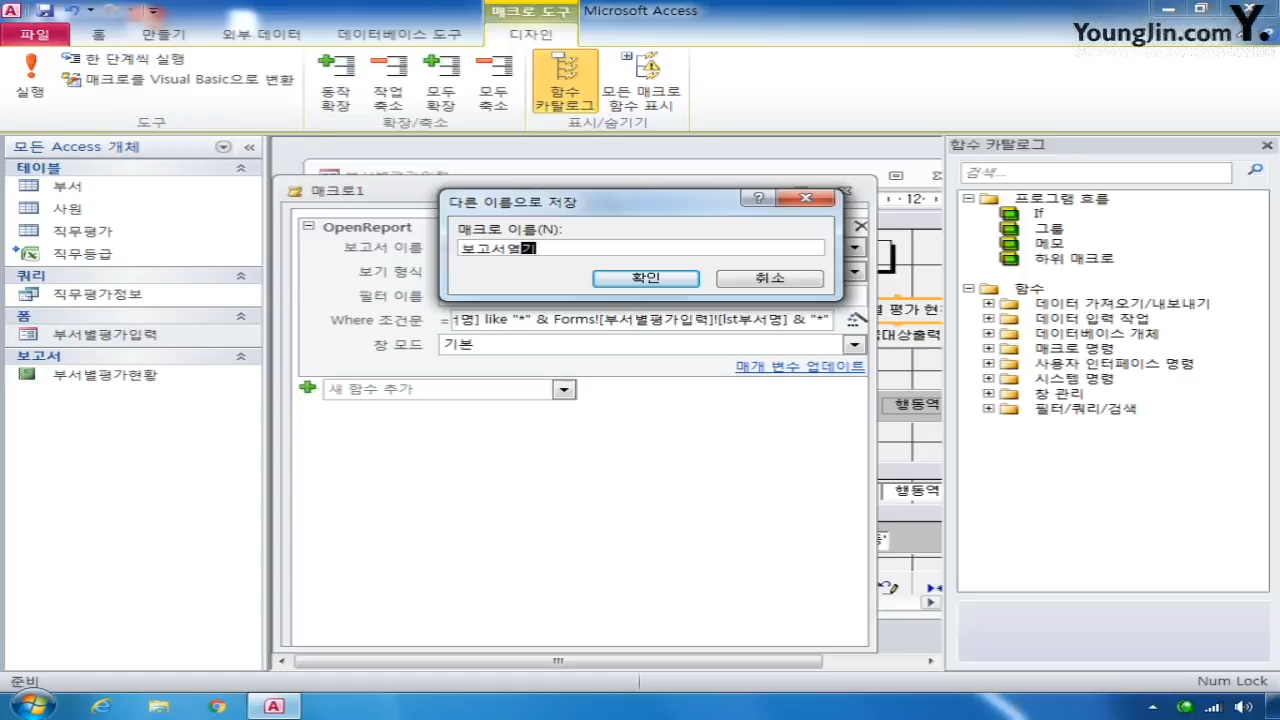 매크로 도구 Microsoft Access
YoungJin.com Y.
파일 홈 만들기 외부 데이터 데이터베이스 도구 디자인
실행
한 단계씩 실행
매크로를 Visual Basic으로 변환
도구
동작 확장
작업 축소
모두 확장
모두 축소
확장/축소
함수 카탈로그
모든 매크로 함수 표시
표시/숨기기
모든 Access 개체
테이블
부서
사원
직무평가
직무등급
쿼리
직무평가정보
폼
부서별평가입력
보고서
부서별평가현황
매크로1
OpenReport
보고서 이름
보기 형식
필터 이름
Where 조건문 = 명] like "*" & Forms![부서별평가입력]![lst부서명] & "*"
창 모드 기본
매개 변수 업데이트
새 함수 추가
다른 이름으로 저장
매크로 이름(N):
보고서열기
확인 취소
12
평가 현
대상출력
행동역
행동역
함수 카탈로그
검색...
프로그램 흐름
If
그룹
메모
하위 매크로
함수
데이터 가져오기/내보내기
데이터 입력 작업
데이터베이스 개체
매크로 명령
사용자 인터페이스 명령
시스템 명령
창 관리
필터/쿼리/검색
준비
Num Lock